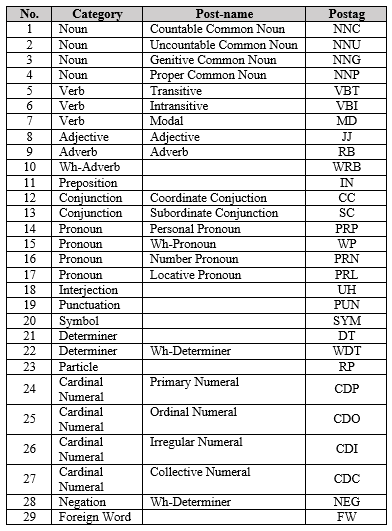 No. Category Post-name Postag
1 Noun Countable Common Noun NNC
2 Noun Uncountable Common Noun NNU
3 Noun Genitive Common Noun NNG
4 Noun Proper Common Noun NNP
5 Verb Transitive VBT
6 Verb Intransitive VBI
7 Verb Modal MD
8 Adjective Adjective JJ
9 Adverb Adverb RB
10 Wh-Adverb WRB
11 Preposition IN
12 Conjunction Coordinate Conjuction CC
13 Conjunction Subordinate Conjunction SC
14 Pronoun Personal Pronoun PRP
15 Pronoun Wh-Pronoun WP
16 Pronoun Number Pronoun PRN
17 Pronoun Locative Pronoun PRL
18 Interjection UH
19 Punctuation PUN
20 Symbol SYM
21 Determiner DT
22 Determiner Wh-Determiner WDT
23 Particle RP
24 Cardinal Primary Numeral CDP
Numeral
25 Cardinal Ordinal Numeral CDO
Numeral
26 Cardinal Irregular Numeral CDI
Numeral
27 Cardinal Collective Numeral CDC
Numeral
28 Negation Wh-Determiner NEG
29 Foreign Word FW